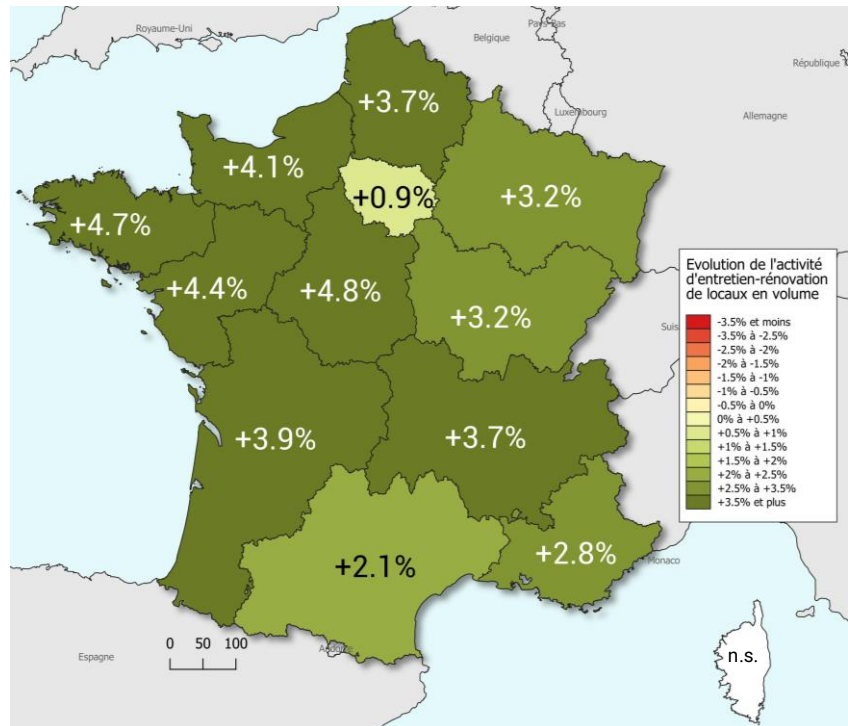 Royaume-Uni
Pays-Bas
Belgique
République
Luxembourg
Allemagne
+3.7%
+4.1%
+0.9%
+3.2%
+4.7%
+4.4%
+4.8%
+3.2%
Suis
+3.9%
+3.7%
+2.8%
+2.1%
Monaco
Espagne
Andorre
n.s.
0 50 100
Evolution de l'activité
d'entretien-rénovation
de locaux en volume
-3.5% et moins
-3.5% à -2.5%
-2.5% à -2%
-2% à -1.5%
-1.5% à -1%
-1% à -0.5%
-0.5% à 0%
0% à +0.5%
+0.5% à +1%
+1% à +1.5%
+1.5% à +2%
+2% à +2.5%
+2.5% à +3.5%
+3.5% et plus